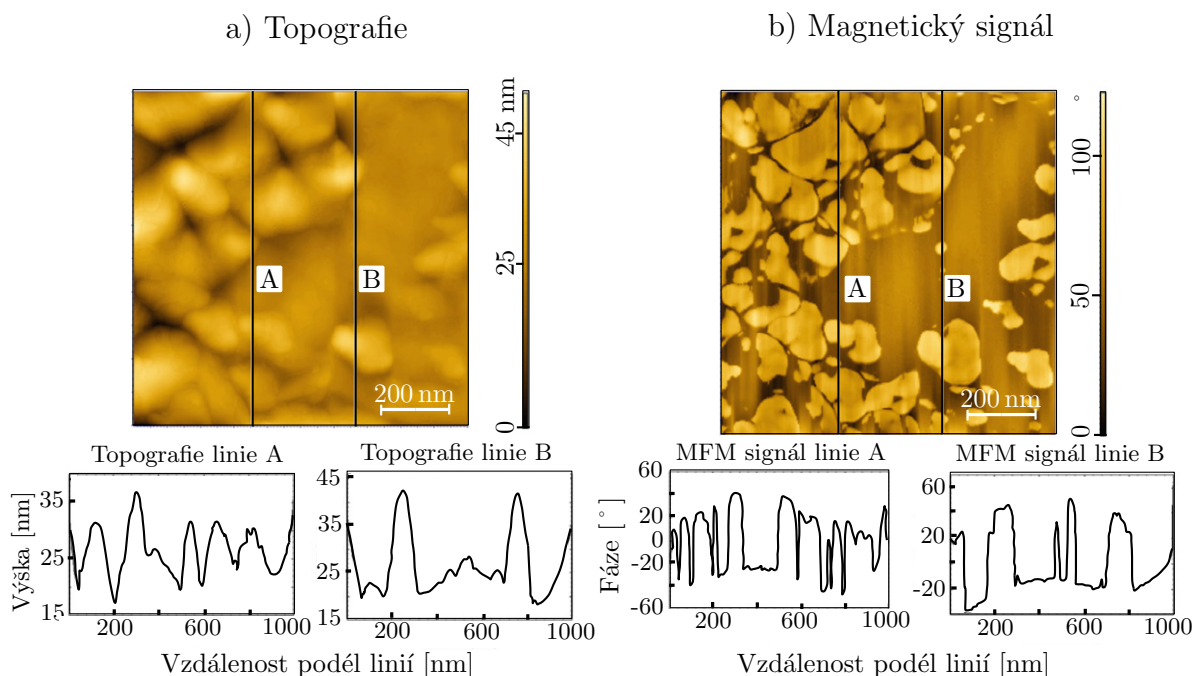 a) Topografie
b) Magnetický signál
45 nm
25
0
°
100
50
0
A
B
A
B
200 nm
200 nm
Topografie linie A
Topografie linie B
MFM signál linie A
MFM signál linie B
Výška [nm]
35
25
15
200
600
1000
45
35
25
15
200
600
1000
Fáze [°]
60
20
0
-20
-60
200
600
1000
60
20
-20
200
600
1000
Vzdálenost podél linií [nm]
Vzdálenost podél linií [nm]